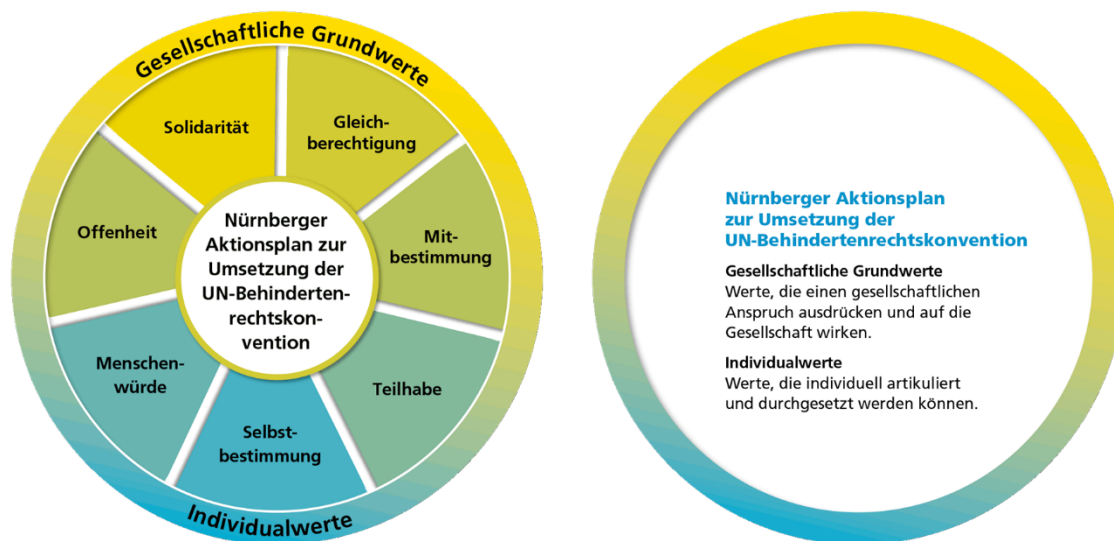 Gesellschaftliche Grundwerte
Solidarität
Gleich-
berechtigung
Offenheit
Mit-
bestimmung
Nürnberger
Aktionsplan zur
Umsetzung der
UN-Behinderten-
rechtskon-
vention
Menschen-
würde
Teilhabe
Selbst-
bestimmung
Individualwerte
Nürnberger Aktionsplan
zur Umsetzung der
UN-Behindertenrechtskonvention
Gesellschaftliche Grundwerte
Werte, die einen gesellschaftlichen
Anspruch ausdrücken und auf die
Gesellschaft wirken.
Individualwerte
Werte, die individuell artikuliert
und durchgesetzt werden können.